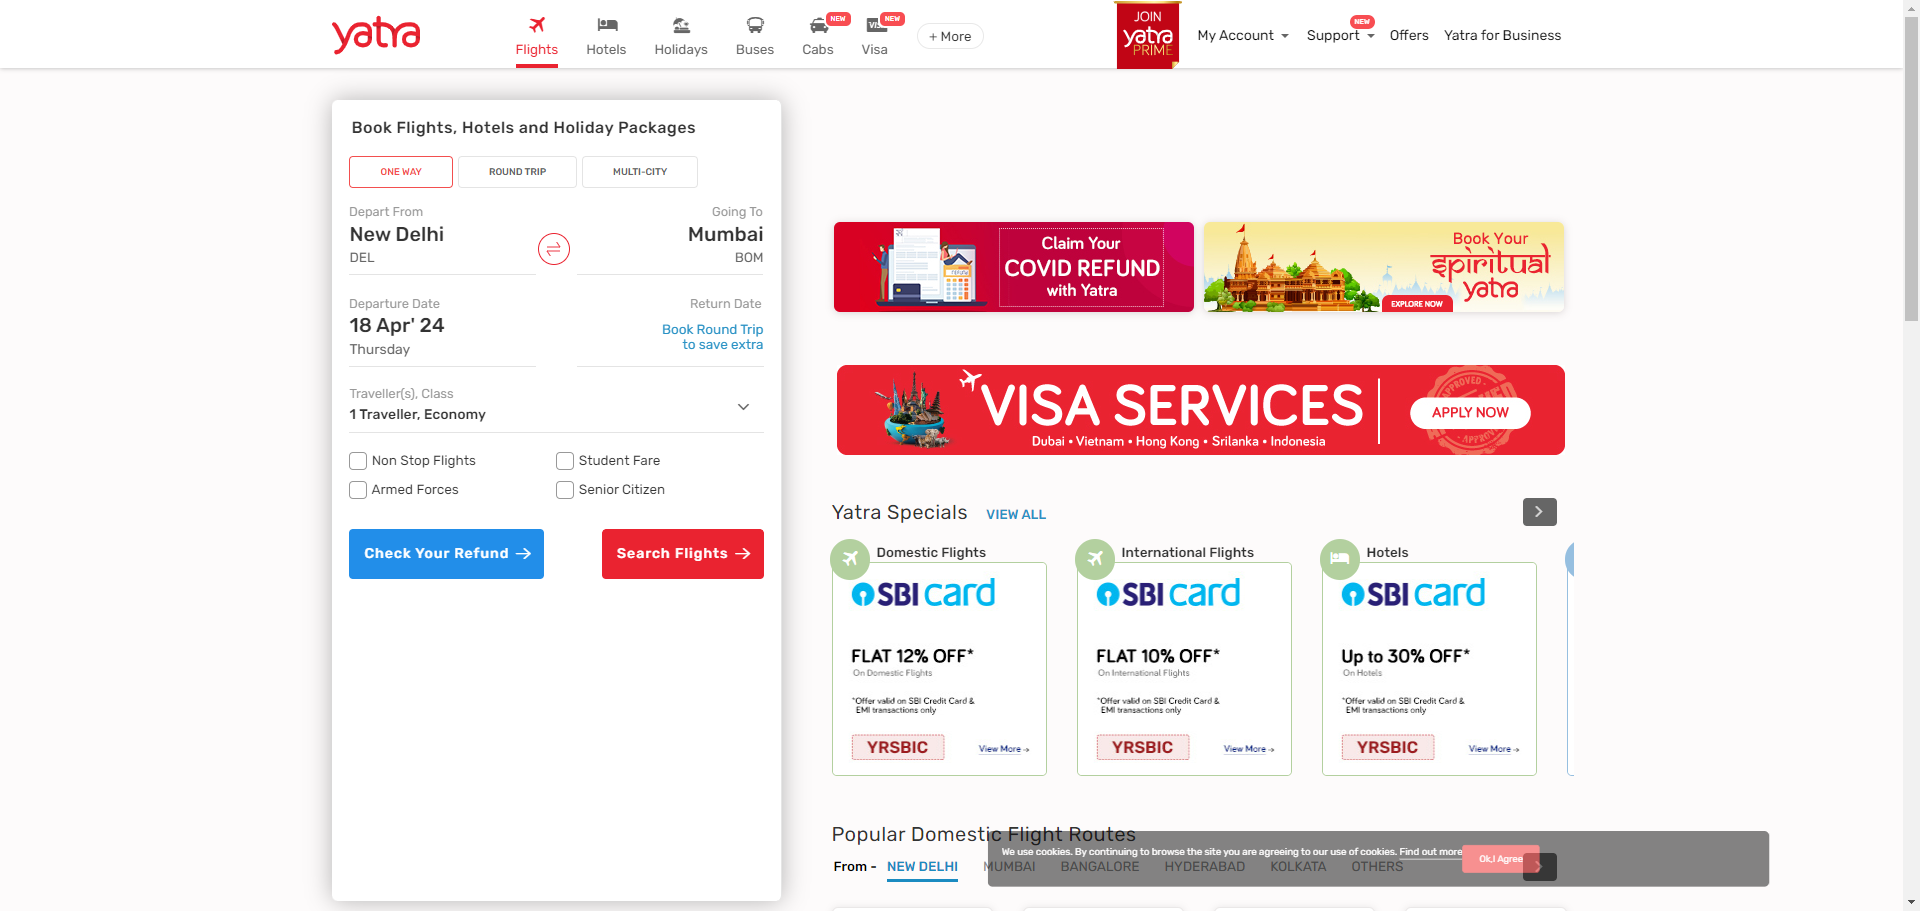 yatra
Flights
Hotels
Holidays
Buses
NEW
Cabs
NEW
Visa
+ More
JOIN
yatra
PRIME
My Account
NEW
Support
Offers
Yatra for Business
Book Flights, Hotels and Holiday Packages
ONE WAY
ROUND TRIP
MULTI-CITY
Depart From
New Delhi
DEL
Going To
Mumbai
BOM
Departure Date
18 Apr' 24
Thursday
Return Date
Book Round Trip
to save extra
Traveller(s), Class
1 Traveller, Economy
Non Stop Flights
Student Fare
Armed Forces
Senior Citizen
Check Your Refund
Search Flights
Claim Your
COVID REFUND
with Yatra
Book Your
spiritual
yatra
EXPLORE NOW
VISA SERVICES
Dubai • Vietnam • Hong Kong • Srilanka • Indonesia
APPLY NOW
Yatra Specials
VIEW ALL
Domestic Flights
SBI card
FLAT 12% OFF*
On Domestic Flights
*Offer valid on SBI Credit Card &
EMI transactions only
YRSBIC
View More
International Flights
SBI card
FLAT 10% OFF*
On International Flights
*Offer valid on SBI Credit Card &
EMI transactions only
YRSBIC
View More
Hotels
SBI card
Up to 30% OFF*
On Hotels
*Offer valid on SBI Credit Card &
EMI transactions only
YRSBIC
View More
Popular Domestic Flight Routes
From -
NEW DELHI
MUMBAI
BANGALORE
HYDERABAD
KOLKATA
OTHERS
We use cookies. By continuing to browse the site you are agreeing to our use of cookies. Find out more
Ok,I Agree